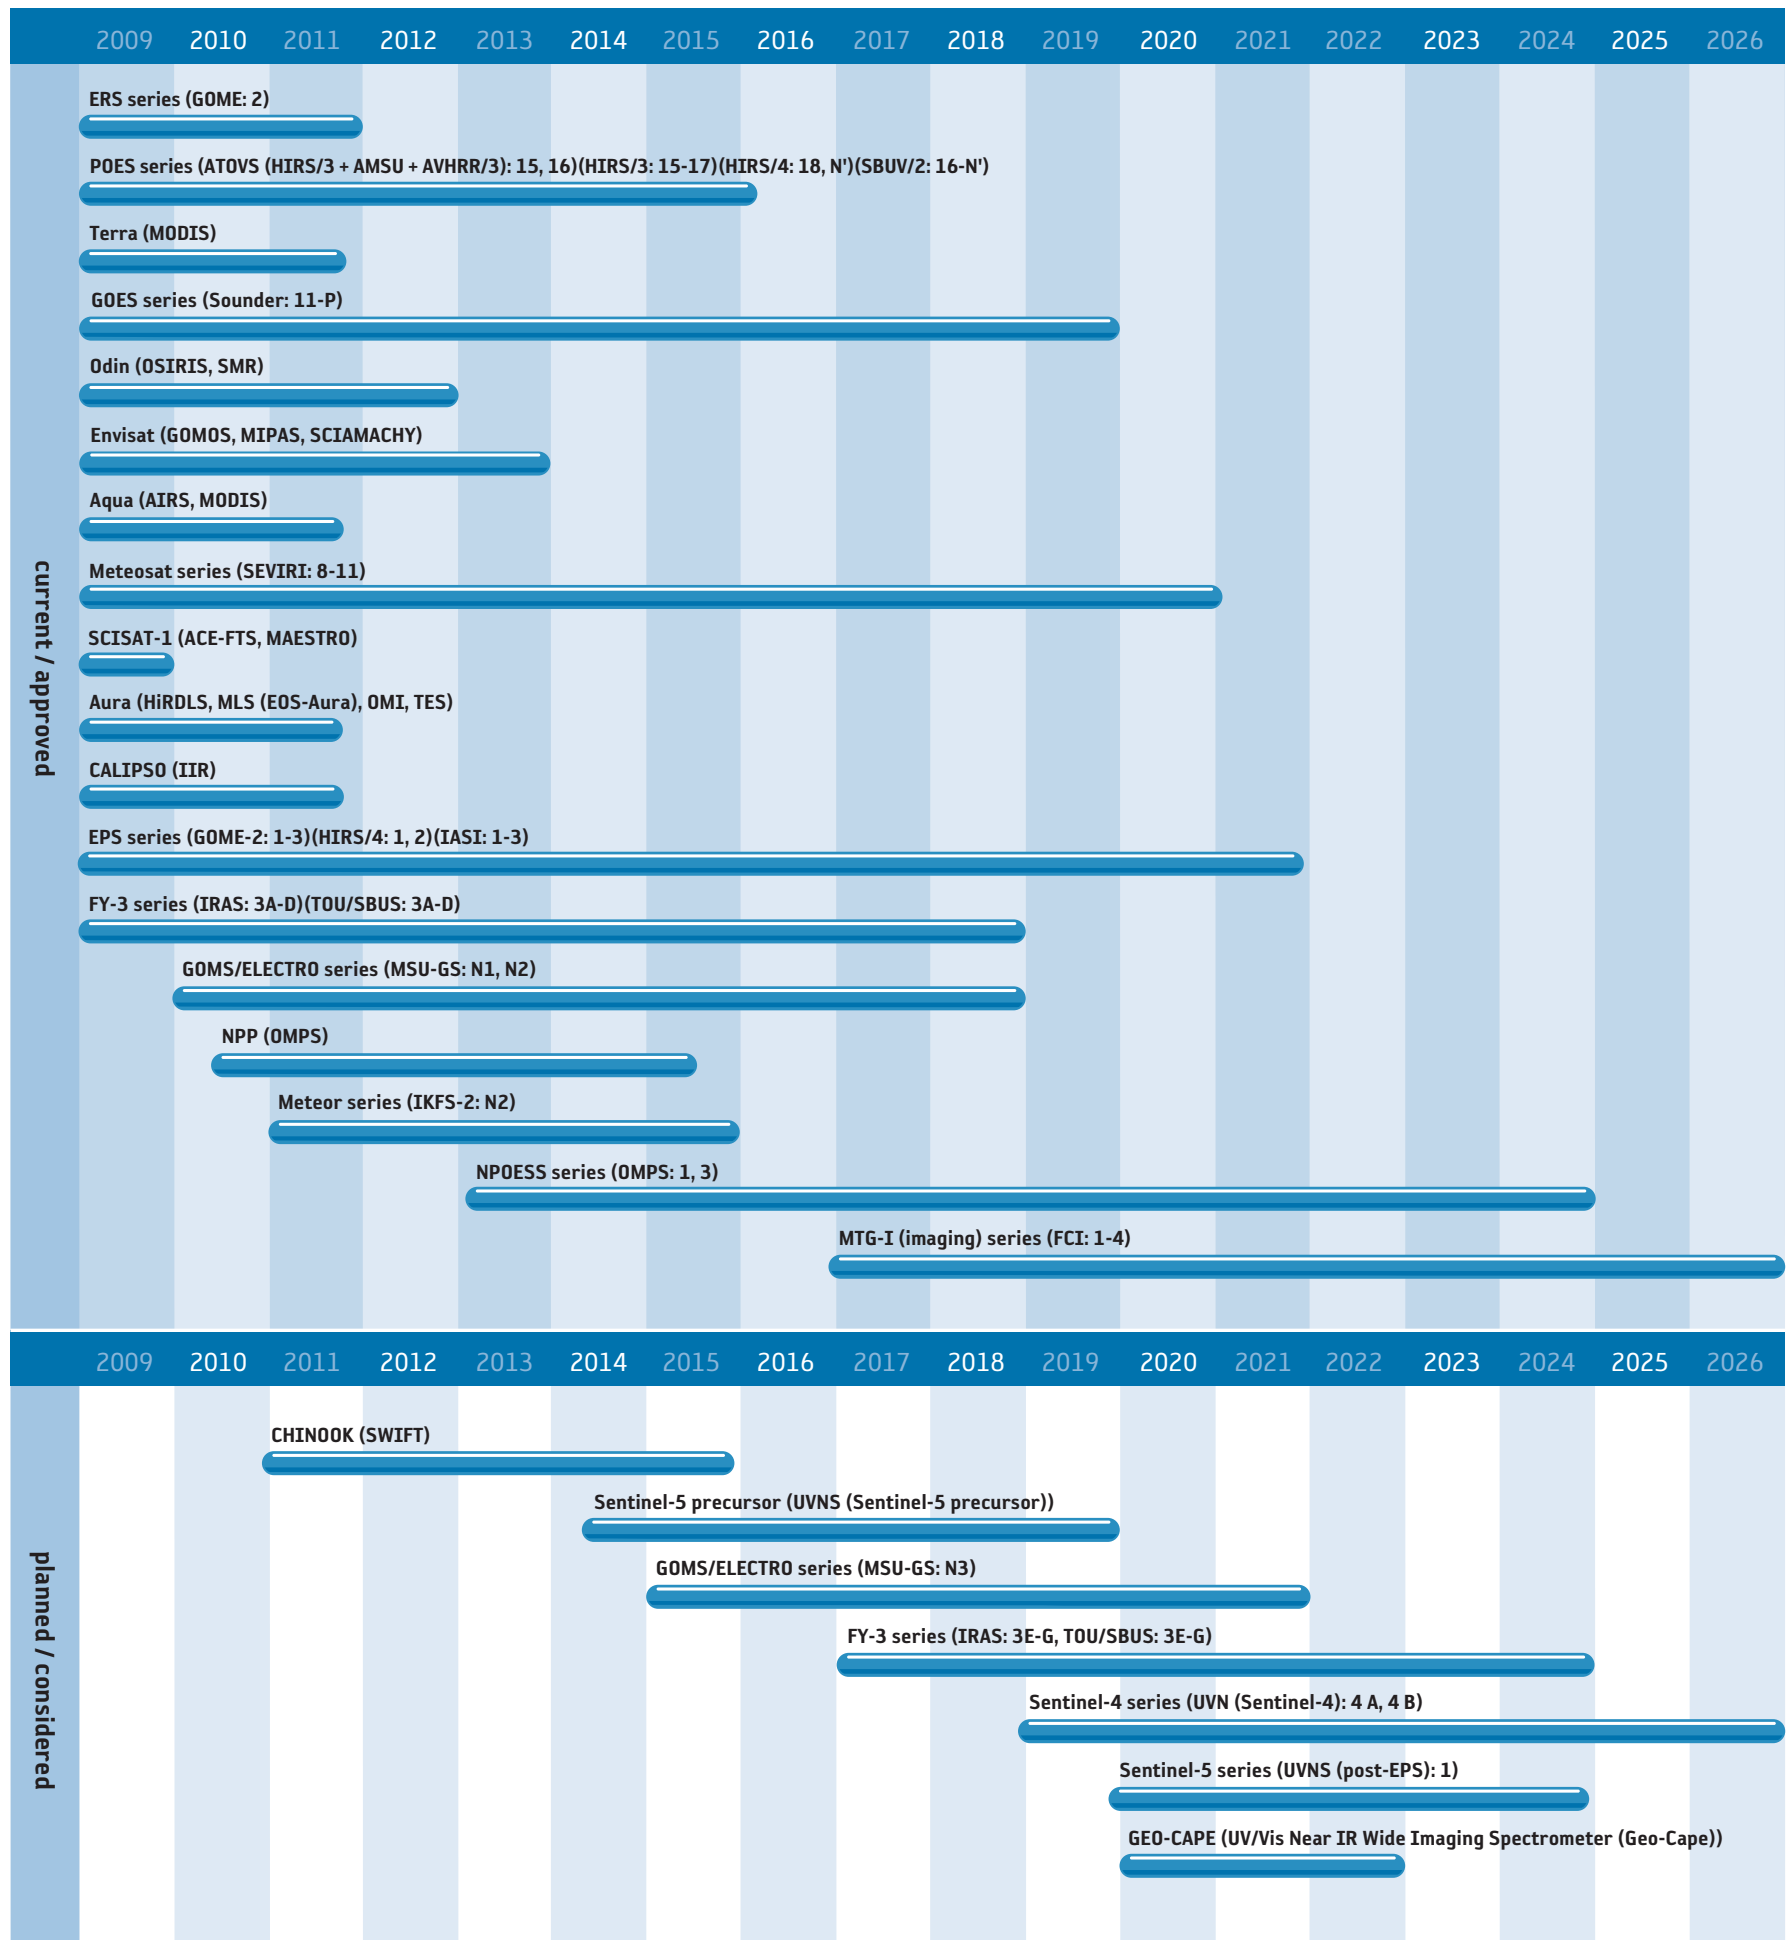 2009 2010 2011 2012 2013 2014 2015 2016 2017 2018 2019 2020 2021 2022 2023 2024 2025 2026
current / approved
ERS series (GOME: 2)
POES series (ATOVS (HIRS/3 + AMSU + AVHRR/3): 15, 16)(HIRS/3: 15-17)(HIRS/4: 18, N')(SBUV/2: 16-N')
Terra (MODIS)
GOES series (Sounder: 11-P)
Odin (OSIRIS, SMR)
Envisat (GOMOS, MIPAS, SCIAMACHY)
Aqua (AIRS, MODIS)
Meteosat series (SEVIRI: 8-11)
SCISAT-1 (ACE-FTS, MAESTRO)
Aura (HiRDLS, MLS (EOS-Aura), OMI, TES)
CALIPSO (IIR)
EPS series (GOME-2: 1-3)(HIRS/4: 1, 2)(IASI: 1-3)
FY-3 series (IRAS: 3A-D)(TOU/SBUS: 3A-D)
GOMS/ELECTRO series (MSU-GS: N1, N2)
NPP (OMPS)
Meteor series (IKFS-2: N2)
NPOESS series (OMPS: 1, 3)
MTG-I (imaging) series (FCI: 1-4)
2009 2010 2011 2012 2013 2014 2015 2016 2017 2018 2019 2020 2021 2022 2023 2024 2025 2026
planned / considered
CHINOOK (SWIFT)
Sentinel-5 precursor (UVNS (Sentinel-5 precursor))
GOMS/ELECTRO series (MSU-GS: N3)
FY-3 series (IRAS: 3E-G, TOU/SBUS: 3E-G)
Sentinel-4 series (UVN (Sentinel-4): 4 A, 4 B)
Sentinel-5 series (UVNS (post-EPS): 1)
GEO-CAPE (UV/Vis Near IR Wide Imaging Spectrometer (Geo-Cape))